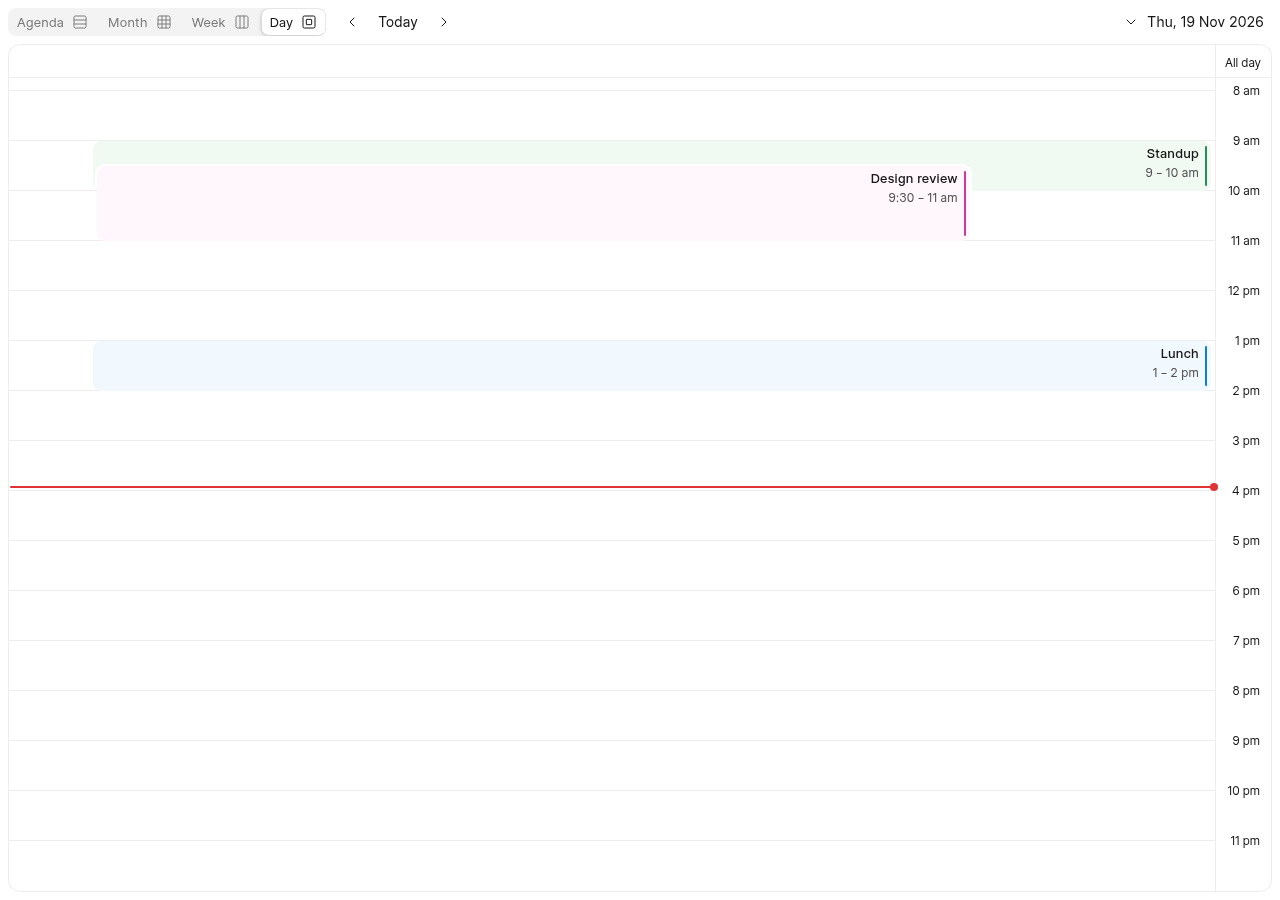 Agenda Month Week Day Today Thu, 19 Nov 2026
All day
8 am
9 am
Standup
9 – 10 am
Design review
9:30 – 11 am
10 am
11 am
12 pm
1 pm
Lunch
1 – 2 pm
2 pm
3 pm
4 pm
5 pm
6 pm
7 pm
8 pm
9 pm
10 pm
11 pm